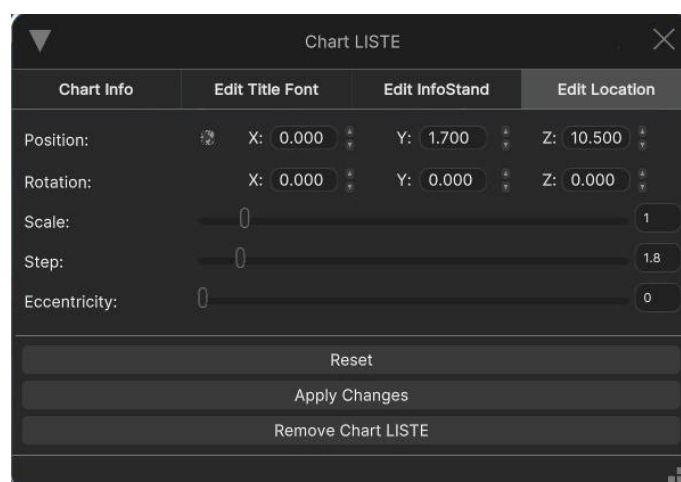 Chart LISTE
Chart Info Edit Title Font Edit InfoStand Edit Location
Position: X: 0.000 Y: 1.700 Z: 10.500
Rotation: X: 0.000 Y: 0.000 Z: 0.000
Scale: 1
Step: 1.8
Eccentricity: 0
Reset
Apply Changes
Remove Chart LISTE